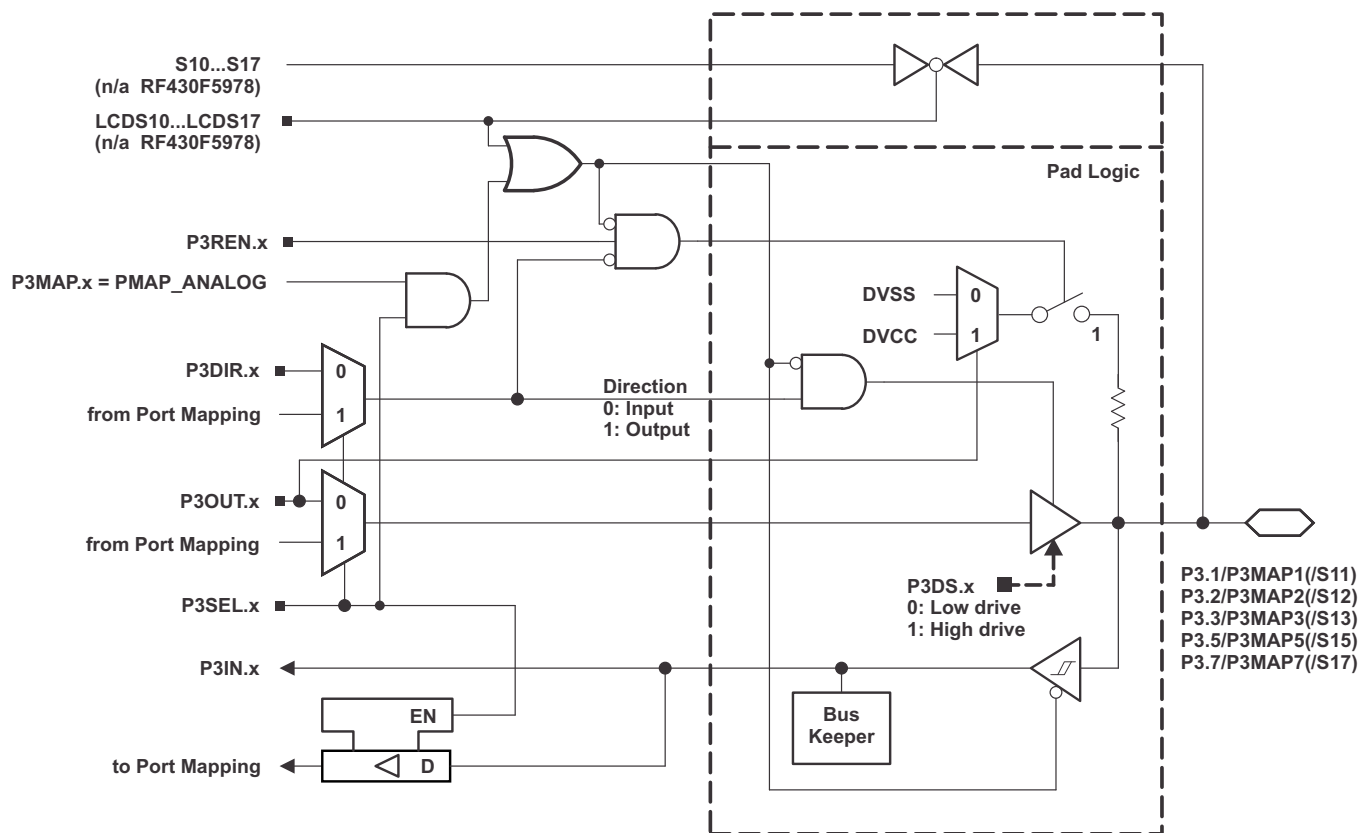 S10...S17
(n/a RF430F5978)
LCDS10...LCDS17
(n/a RF430F5978)
Pad Logic
P3REN.x
P3MAP.x = PMAP_ANALOG
DVSS
0
DVCC
1
1
P3DIR.x
0
from Port Mapping
1
Direction
0: Input
1: Output
P3OUT.x
0
from Port Mapping
1
P3SEL.x
P3DS.x
0: Low drive
1: High drive
P3.1/P3MAP1(/S11)
P3.2/P3MAP2(/S12)
P3.3/P3MAP3(/S13)
P3.5/P3MAP5(/S15)
P3.7/P3MAP7(/S17)
P3IN.x
EN
Bus
Keeper
to Port Mapping
D